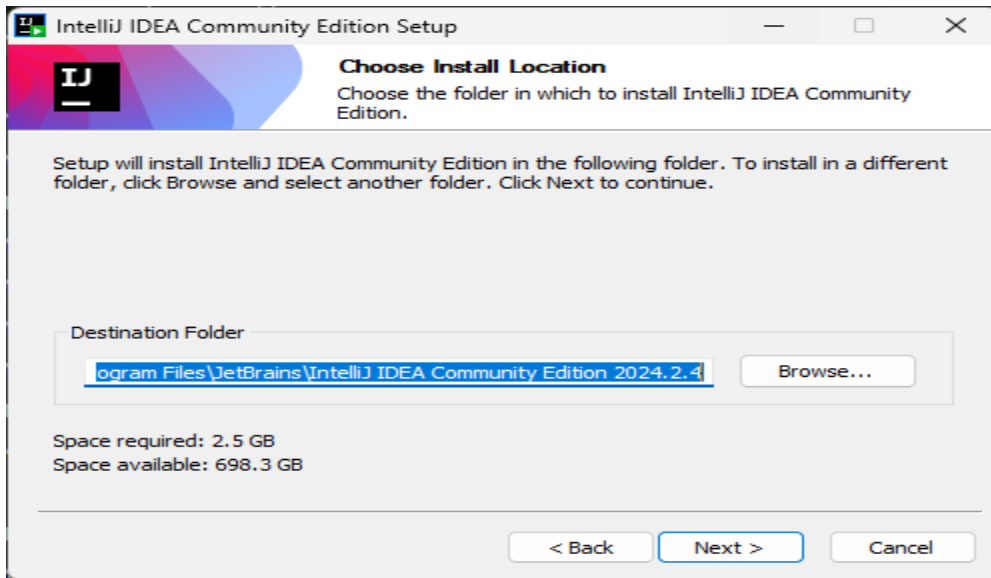 IntelliJ IDEA Community Edition Setup
IJ
Choose Install Location
Choose the folder in which to install IntelliJ IDEA Community
Edition.
Setup will install IntelliJ IDEA Community Edition in the following folder. To install in a different
folder, click Browse and select another folder. Click Next to continue.
Destination Folder
ogram Files\JetBrains\IntelliJ IDEA Community Edition 2024.2.4
Browse...
Space required: 2.5 GB
Space available: 698.3 GB
< Back
Next >
Cancel